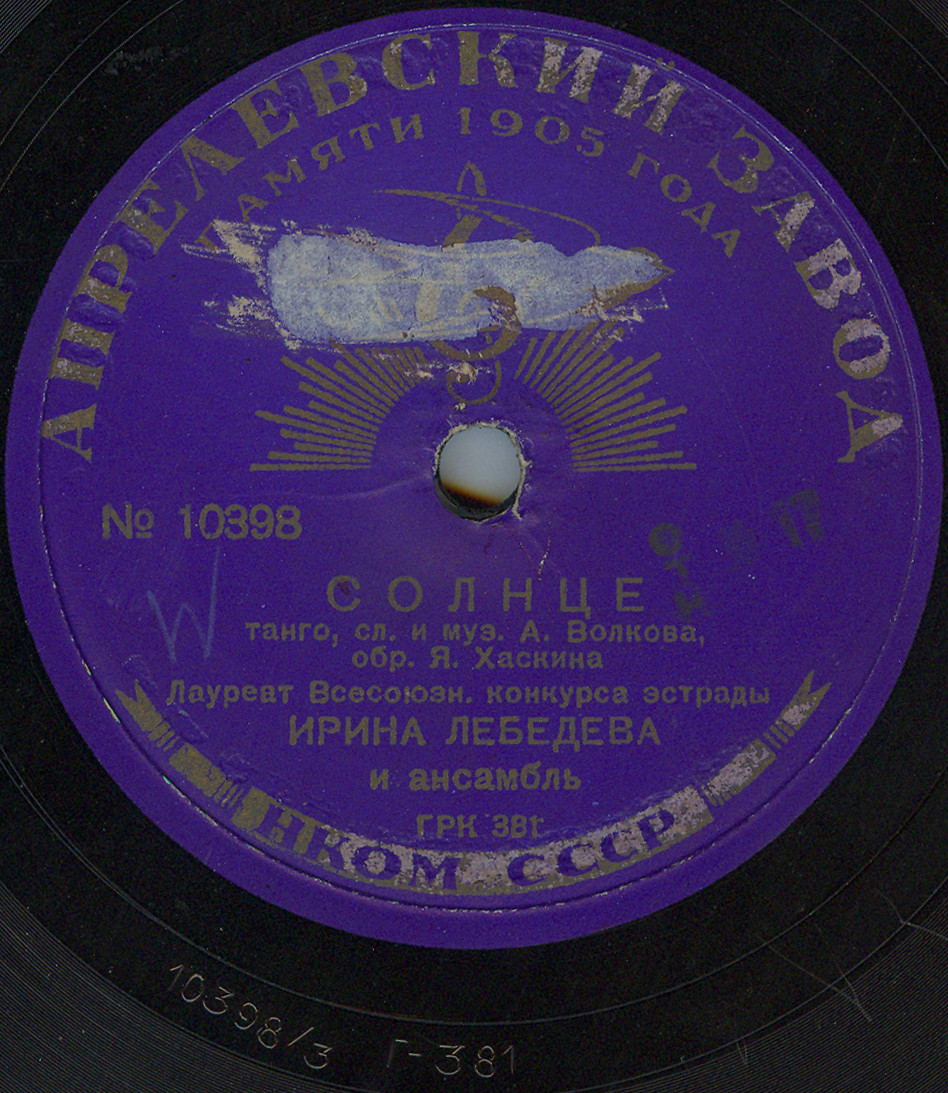 АПРЕЛЕВСКИЙ ЗАВОД
ПАМЯТИ 1905 ГОДА
№ 10398
СОЛНЦЕ
танго, сл. и муз. А. Волкова,
обр. Я. Хаскина
Лауреат Всесоюзн. конкурса эстрады
ИРИНА ЛЕБЕДЕВА
и ансамбль
ГРК 381
НКОМ СССР
W
10398/3 Г-381